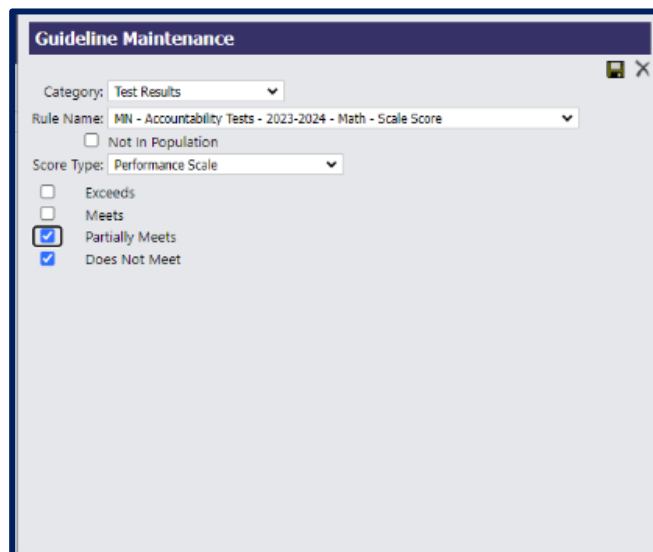 Guideline Maintenance
Category: Test Results
Rule Name: MN - Accountability Tests - 2023-2024 - Math - Scale Score
Not In Population
Score Type: Performance Scale
Exceeds
Meets
Partially Meets
Does Not Meet